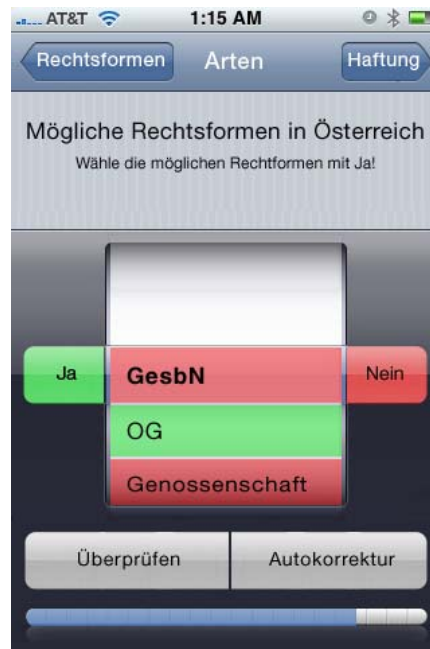 AT&T 1:15 AM
Rechtsformen Arten Haftung
Mögliche Rechtsformen in Österreich
Wähle die möglichen Rechtformen mit Ja!
Ja GesbN Nein
OG
Genossenschaft
Überprüfen Autokorrektur